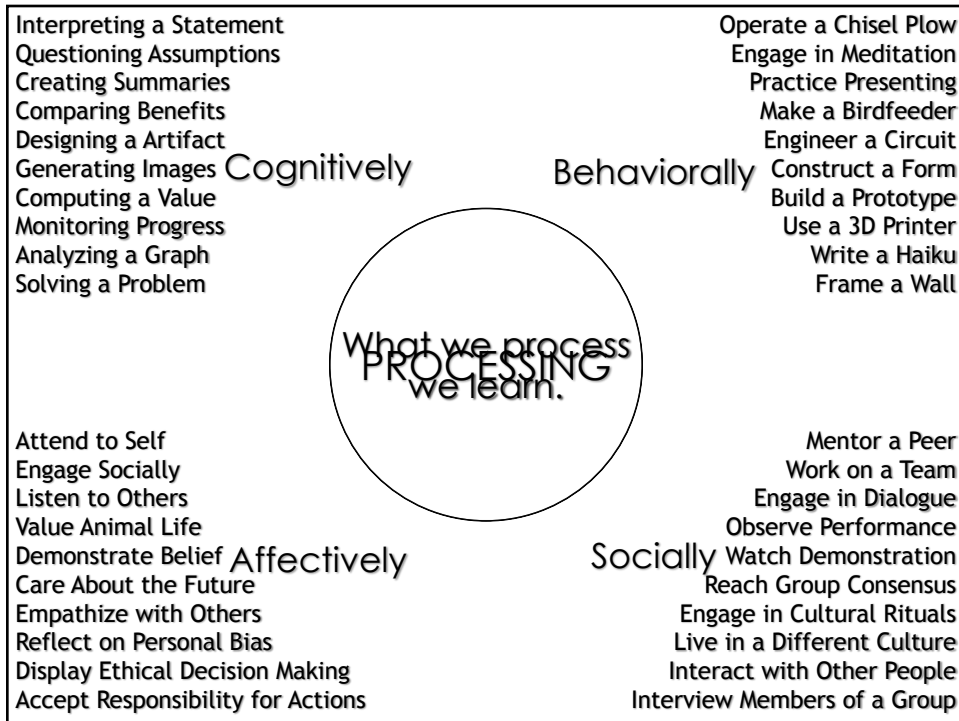 Interpreting a Statement
Questioning Assumptions
Creating Summaries
Comparing Benefits
Designing a Artifact
Generating Images
Computing a Value
Monitoring Progress
Analyzing a Graph
Solving a Problem
Cognitively
Operate a Chisel Plow
Engage in Meditation
Practice Presenting
Make a Birdfeeder
Engineer a Circuit
Construct a Form
Build a Prototype
Use a 3D Printer
Write a Haiku
Frame a Wall
Behaviorally
What we process
PROCESSING
we learn.
Attend to Self
Engage Socially
Listen to Others
Value Animal Life
Demonstrate Belief
Care About the Future
Empathize with Others
Reflect on Personal Bias
Display Ethical Decision Making
Accept Responsibility for Actions
Affectively
Mentor a Peer
Work on a Team
Engage in Dialogue
Observe Performance
Watch Demonstration
Reach Group Consensus
Engage in Cultural Rituals
Live in a Different Culture
Interact with Other People
Interview Members of a Group
Socially